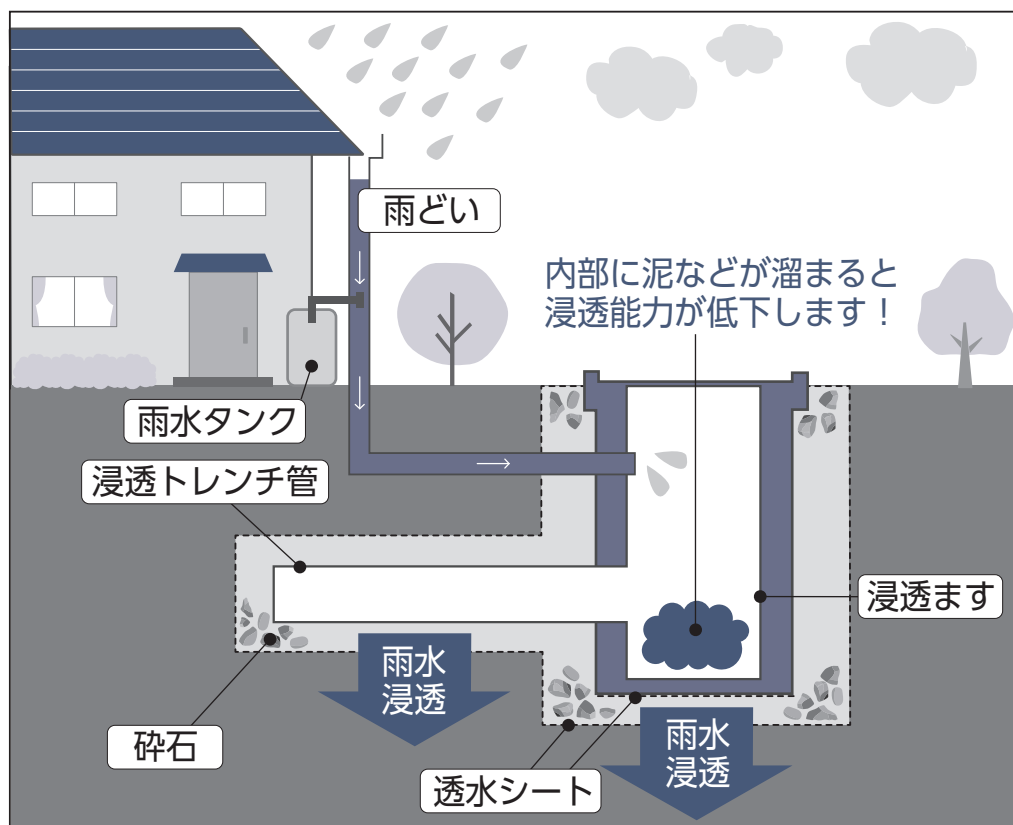 雨どい
内部に泥などが溜まると
浸透能力が低下します！
雨水タンク
浸透トレンチ管
浸透ます
雨水
浸透
砕石
雨水
浸透
透水シート